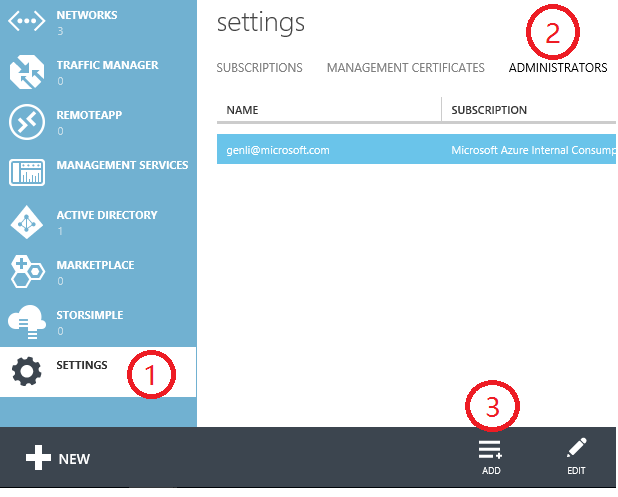 NETWORKS
3
TRAFFIC MANAGER
0
REMOTEAPP
0
MANAGEMENT SERVICES
ACTIVE DIRECTORY
1
MARKETPLACE
0
STORSIMPLE
0
SETTINGS
1
settings
2
SUBSCRIPTIONS MANAGEMENT CERTIFICATES ADMINISTRATORS
NAME SUBSCRIPTION
genli@microsoft.com Microsoft Azure Internal Consump
3
NEW ADD EDIT